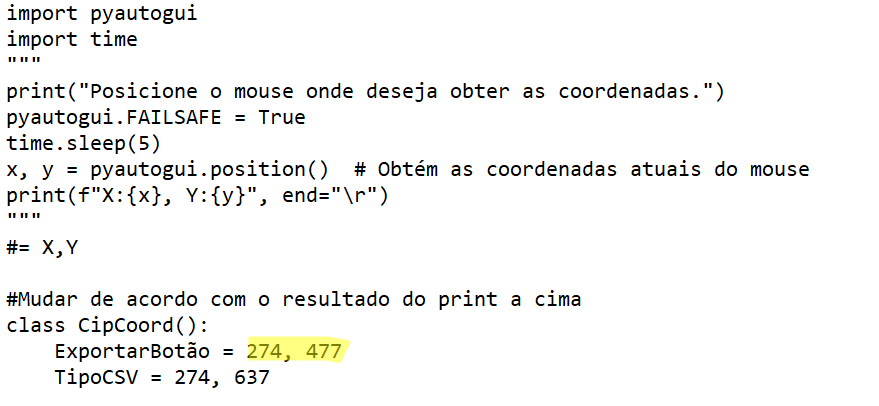 import pyautogui
import time
"""
print("Posicione o mouse onde deseja obter as coordenadas.")
pyautogui.FAILSAFE = True
time.sleep(5)
x, y = pyautogui.position()  # Obtém as coordenadas atuais do mouse
print(f"X:{x}, Y:{y}", end="\r")
"""
#= X,Y

#Mudar de acordo com o resultado do print a cima
class CipCoord():
    ExportarBotão = 274, 477
    TipoCSV = 274, 637